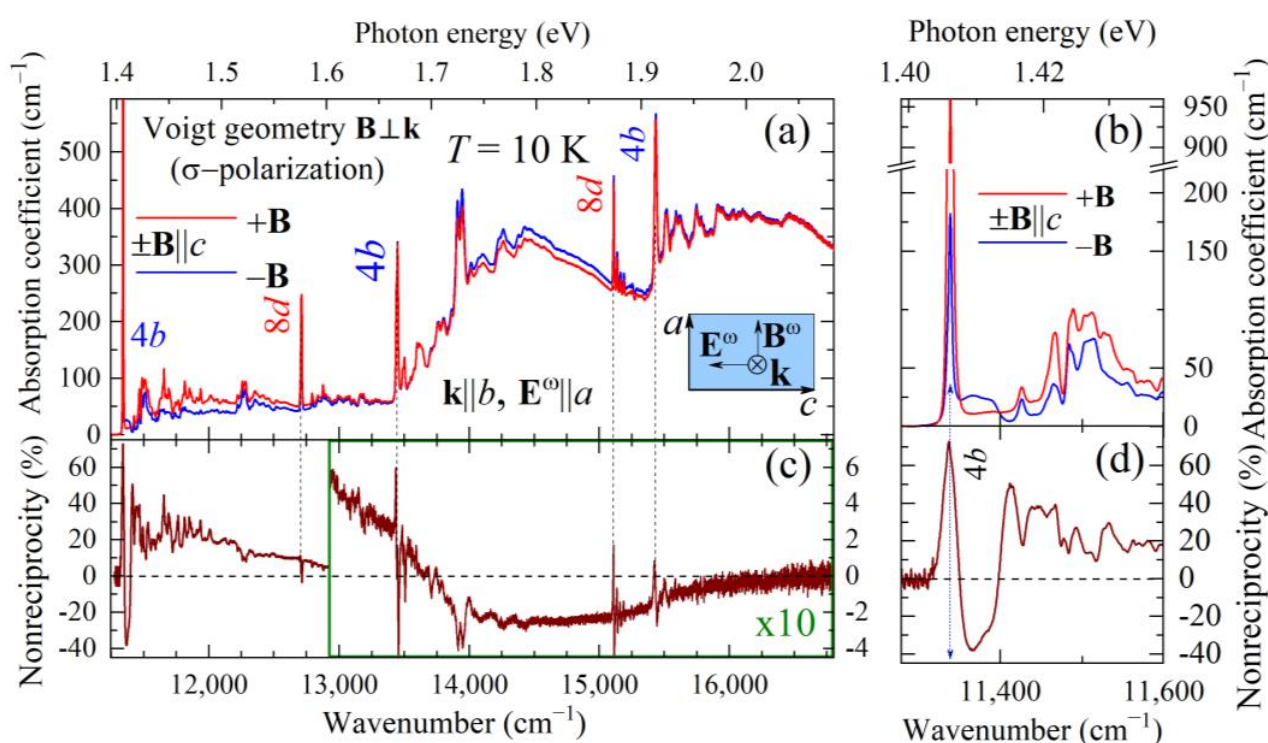 Photon energy (eV)
1.4 1.5 1.6 1.7 1.8 1.9 2.0
Absorption coefficient (cm⁻¹)
500
400
300
200
100
0
Voigt geometry B⊥k
(σ–polarization)
T = 10 K
(a)
+B
±B||c
–B
4b
8d
4b
8d
4b
k||b, E^ω||a
a
E^ω
B^ω
k
c
Nonreciprocity (%)
60
40
20
0
-20
-40
(c)
6
4
2
0
-2
-4
x10
12,000 13,000 14,000 15,000 16,000
Wavenumber (cm⁻¹)
Photon energy (eV)
1.40 1.42
(b)
950
900
200
150
100
50
0
Absorption coefficient (cm⁻¹)
+B
±B||c
–B
4b
(d)
60
40
20
0
-20
-40
Nonreciprocity (%)
11,400 11,600
Wavenumber (cm⁻¹)